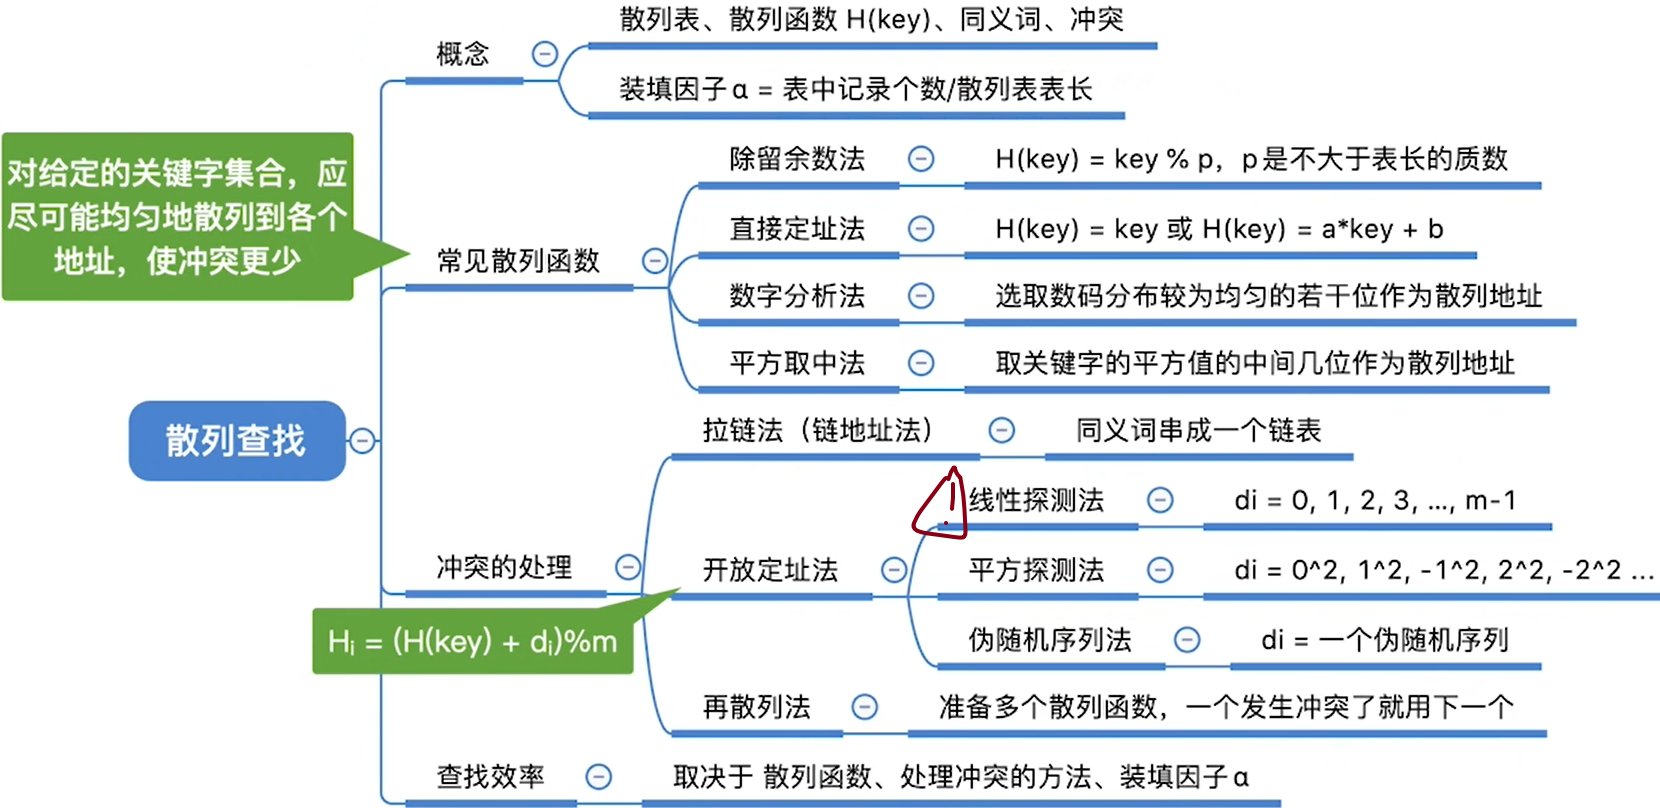 散列表、散列函数 H(key)、同义词、冲突
概念
装填因子α = 表中记录个数/散列表表长
对给定的关键字集合，应
尽可能均匀地散列到各个
地址，使冲突更少
除留余数法
H(key) = key % p，p是不大于表长的质数
直接定址法
H(key) = key 或 H(key) = a*key + b
常见散列函数
数字分析法
选取数码分布较为均匀的若干位作为散列地址
平方取中法
取关键字的平方值的中间几位作为散列地址
散列查找
拉链法（链地址法）
同义词串成一个链表
!
线性探测法
di = 0, 1, 2, 3, ..., m-1
冲突的处理
开放定址法
平方探测法
di = 0^2, 1^2, -1^2, 2^2, -2^2 ...
Hᵢ = (H(key) + dᵢ)%m
伪随机序列法
di = 一个伪随机序列
再散列法
准备多个散列函数，一个发生冲突了就用下一个
查找效率
取决于 散列函数、处理冲突的方法、装填因子α